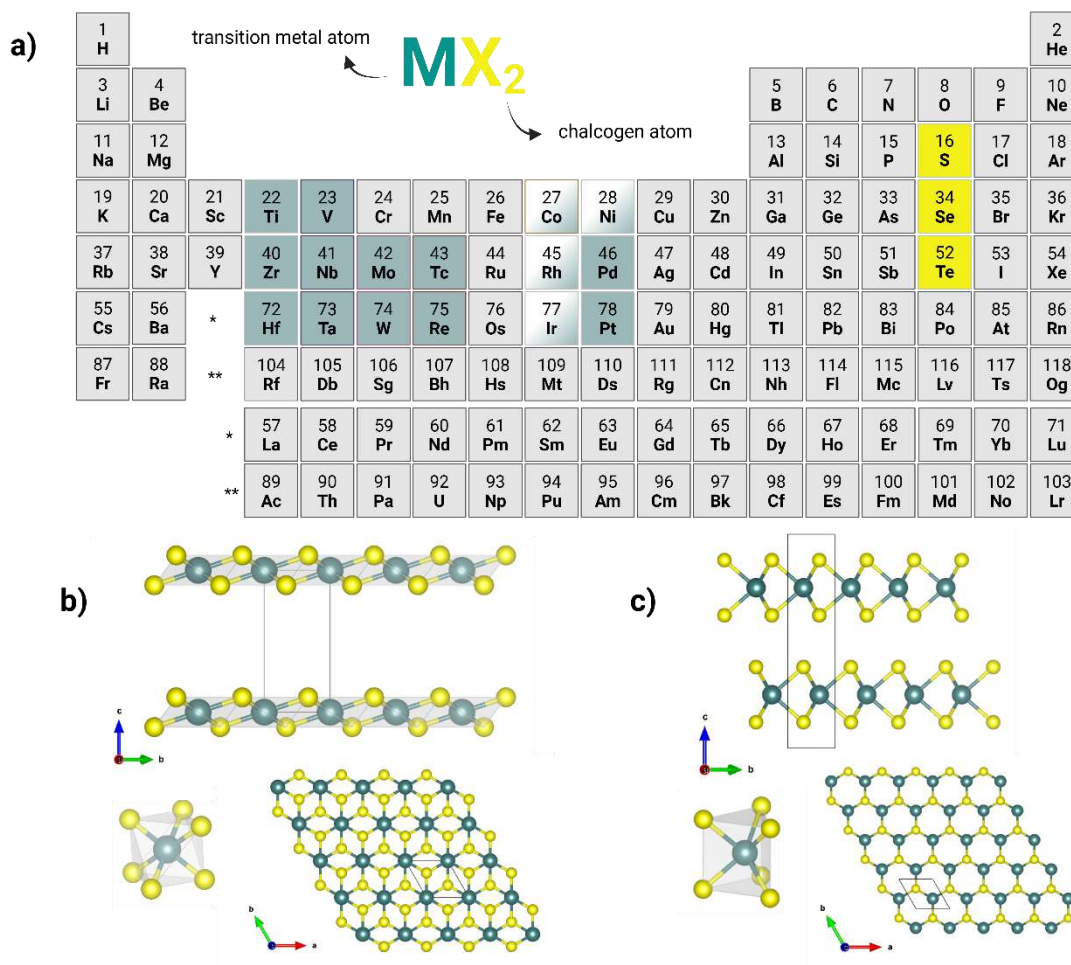 a)
transition metal atom
MX2
chalcogen atom
1 2
H He
3 4 5 6 7 8 9 10
Li Be B C N O F Ne
11 12 13 14 15 16 17 18
Na Mg Al Si P S Cl Ar
19 20 21 22 23 24 25 26 27 28 29 30 31 32 33 34 35 36
K Ca Sc Ti V Cr Mn Fe Co Ni Cu Zn Ga Ge As Se Br Kr
37 38 39 40 41 42 43 44 45 46 47 48 49 50 51 52 53 54
Rb Sr Y Zr Nb Mo Tc Ru Rh Pd Ag Cd In Sn Sb Te I Xe
55 56 * 72 73 74 75 76 77 78 79 80 81 82 83 84 85 86
Cs Ba Hf Ta W Re Os Ir Pt Au Hg Tl Pb Bi Po At Rn
87 88 ** 104 105 106 107 108 109 110 111 112 113 114 115 116 117 118
Fr Ra Rf Db Sg Bh Hs Mt Ds Rg Cn Nh Fl Mc Lv Ts Og
* 57 58 59 60 61 62 63 64 65 66 67 68 69 70 71
La Ce Pr Nd Pm Sm Eu Gd Tb Dy Ho Er Tm Yb Lu
** 89 90 91 92 93 94 95 96 97 98 99 100 101 102 103
Ac Th Pa U Np Pu Am Cm Bk Cf Es Fm Md No Lr
b)
c
a b
b
a
c)
c
a b
b
a